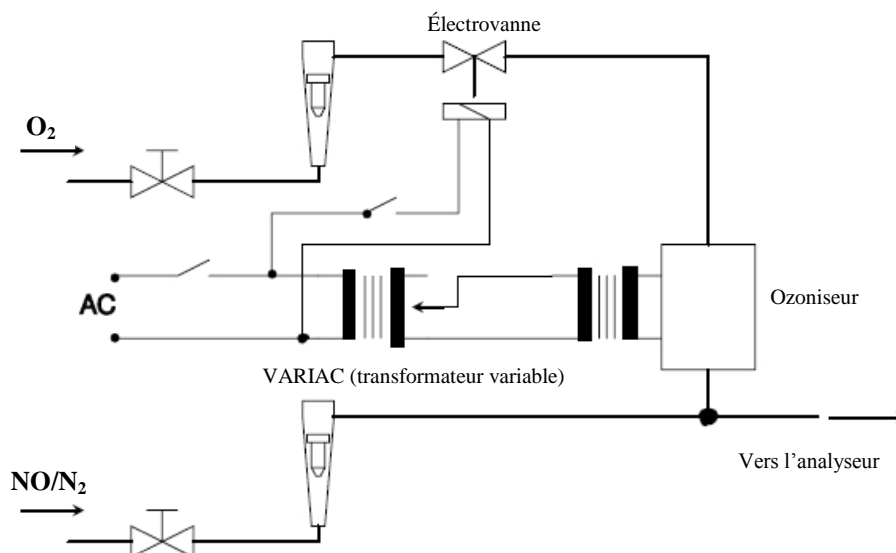 Électrovanne
O₂
AC
Ozoniseur
VARIAC (transformateur variable)
Vers l’analyseur
NO/N₂